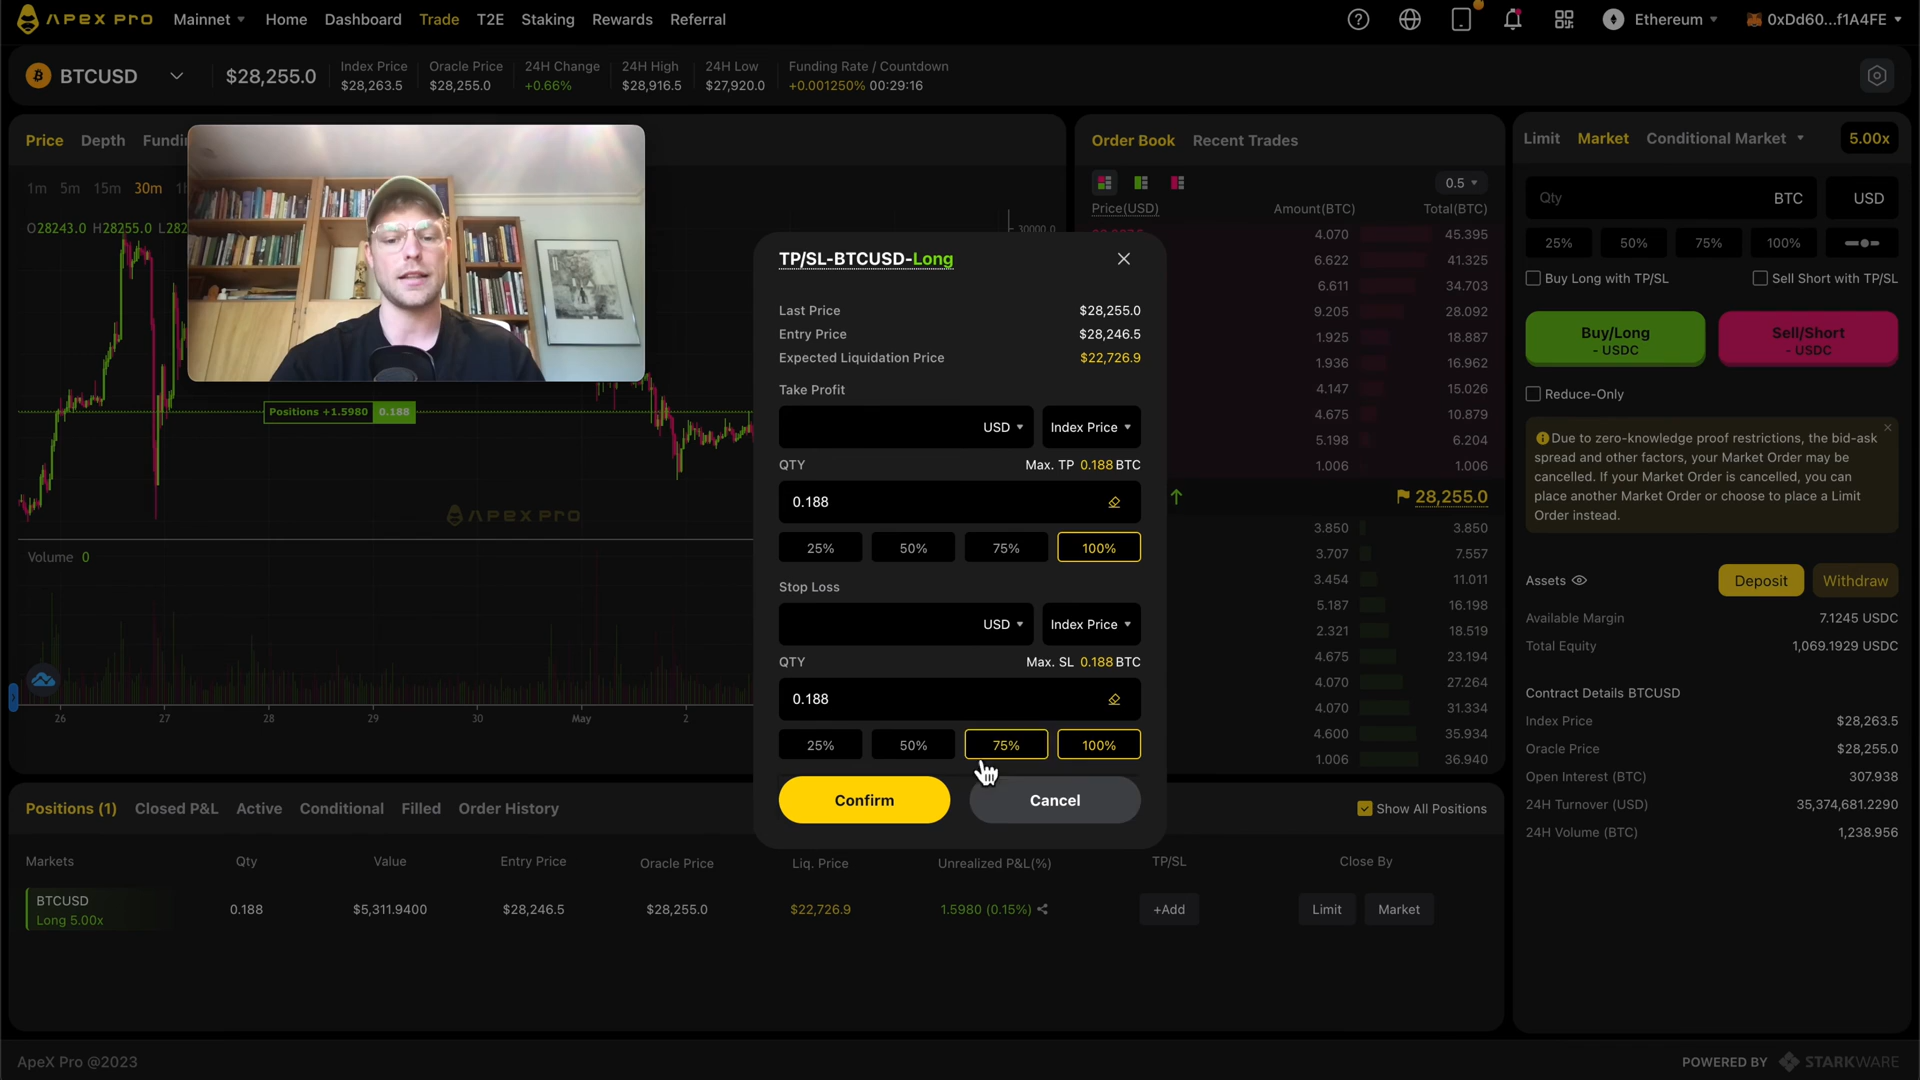 APEX PRO Mainnet Home Dashboard Trade T2E Staking Rewards Referral Ethereum 0xDd60...f1A4FE
BTCUSD $28,255.0
Index Price Oracle Price 24H Change 24H High 24H Low Funding Rate / Countdown
$28,263.5 $28,255.0 +0.66% $28,916.5 $27,920.0 +0.001250% 00:29:16
Price Depth Fundi
1m 5m 15m 30m
O28243.0 H28255.0 L282
30000.0
Positions +1.5980 0.188
APEX PRO
Volume 0
26 27 28 29 30 May 2
Order Book Recent Trades
0.5
Price(USD) Amount(BTC) Total(BTC)
4.070 45.395
6.622 41.325
6.611 34.703
9.205 28.092
1.925 18.887
1.936 16.962
4.147 15.026
4.675 10.879
5.198 6.204
1.006 1.006
28,255.0
3.850 3.850
3.707 7.557
3.454 11.011
5.187 16.198
2.321 18.519
4.675 23.194
4.070 27.264
4.070 31.334
4.600 35.934
1.006 36.940
TP/SL-BTCUSD-Long
Last Price $28,255.0
Entry Price $28,246.5
Expected Liquidation Price $22,726.9
Take Profit
USD Index Price
QTY Max. TP 0.188 BTC
0.188
25% 50% 75% 100%
Stop Loss
USD Index Price
QTY Max. SL 0.188 BTC
0.188
25% 50% 75% 100%
Confirm Cancel
Limit Market Conditional Market 5.00x
Qty BTC USD
25% 50% 75% 100%
Buy Long with TP/SL Sell Short with TP/SL
Buy/Long Sell/Short
- USDC - USDC
Reduce-Only
Due to zero-knowledge proof restrictions, the bid-ask
spread and other factors, your Market Order may be
cancelled. If your Market Order is cancelled, you can
place another Market Order or choose to place a Limit
Order instead.
Assets Deposit Withdraw
Available Margin 7.1245 USDC
Total Equity 1,069.1929 USDC
Contract Details BTCUSD
Index Price $28,263.5
Oracle Price $28,255.0
Open Interest (BTC) 307.938
24H Turnover (USD) 35,374,681.2290
24H Volume (BTC) 1,238.956
Positions (1) Closed P&L Active Conditional Filled Order History Show All Positions
Markets Qty Value Entry Price Oracle Price Liq. Price Unrealized P&L(%) TP/SL Close By
BTCUSD
Long 5.00x 0.188 $5,311.9400 $28,246.5 $28,255.0 $22,726.9 1.5980 (0.15%) +Add Limit Market
ApeX Pro @2023
POWERED BY STARKWARE